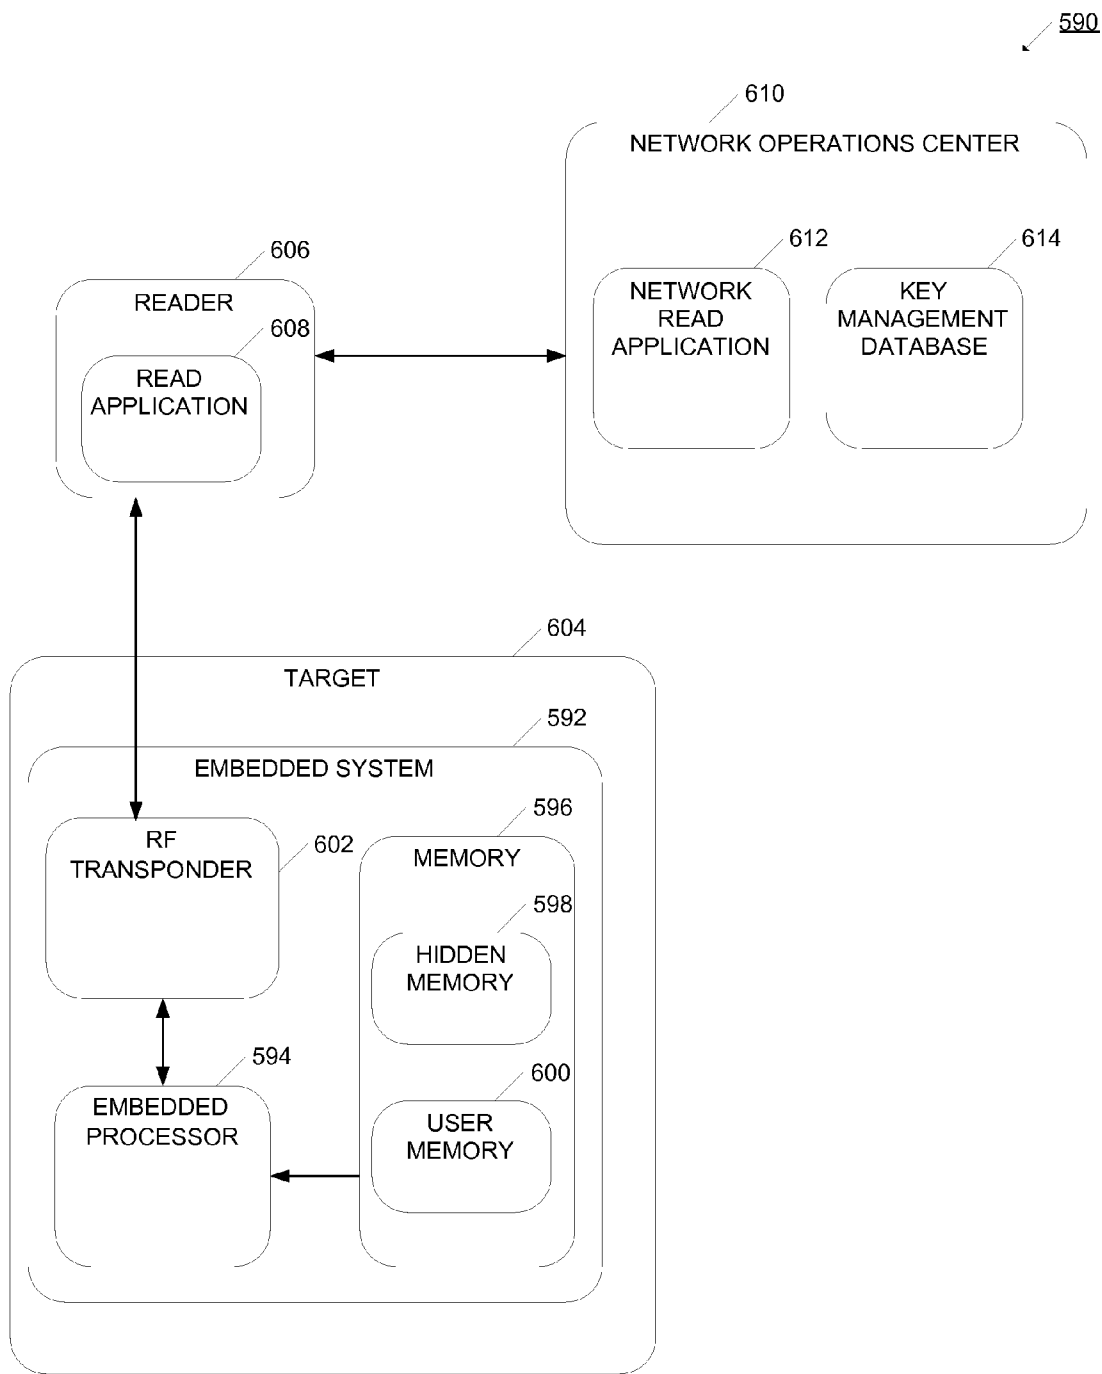 590
610
NETWORK OPERATIONS CENTER
612
614
NETWORK
READ
APPLICATION
KEY
MANAGEMENT
DATABASE
606
READER
608
READ
APPLICATION
604
TARGET
592
EMBEDDED SYSTEM
596
RF
TRANSPONDER
602
MEMORY
598
HIDDEN
MEMORY
594
EMBEDDED
PROCESSOR
600
USER
MEMORY